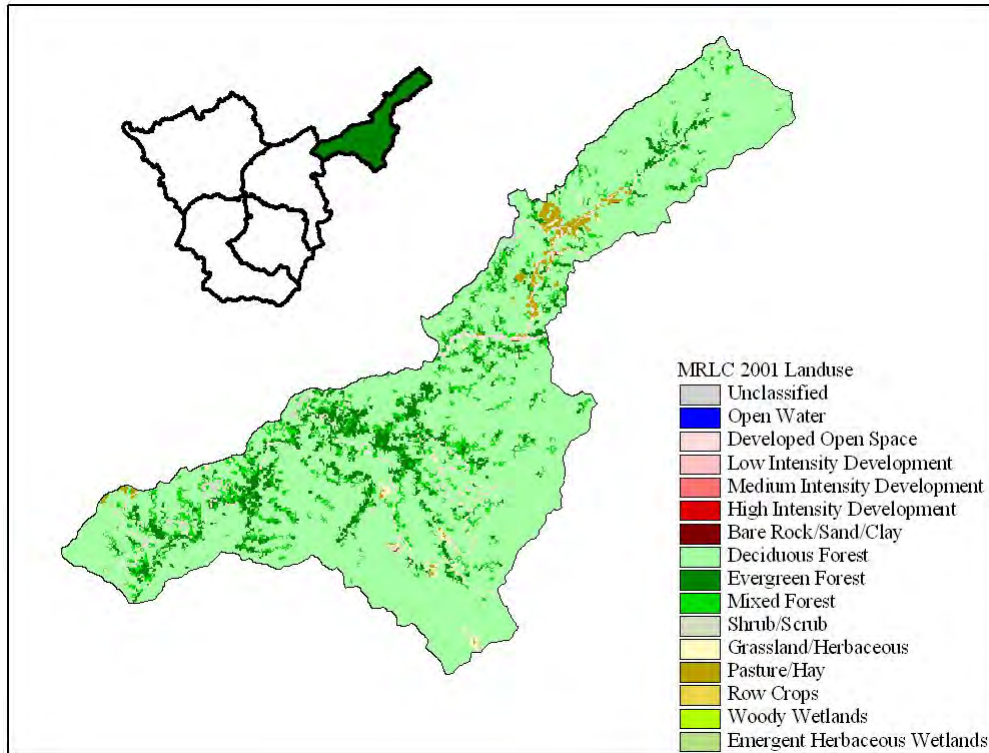 MRLC 2001 Landuse
Unclassified
Open Water
Developed Open Space
Low Intensity Development
Medium Intensity Development
High Intensity Development
Bare Rock/Sand/Clay
Deciduous Forest
Evergreen Forest
Mixed Forest
Shrub/Scrub
Grassland/Herbaceous
Pasture/Hay
Row Crops
Woody Wetlands
Emergent Herbaceous Wetlands